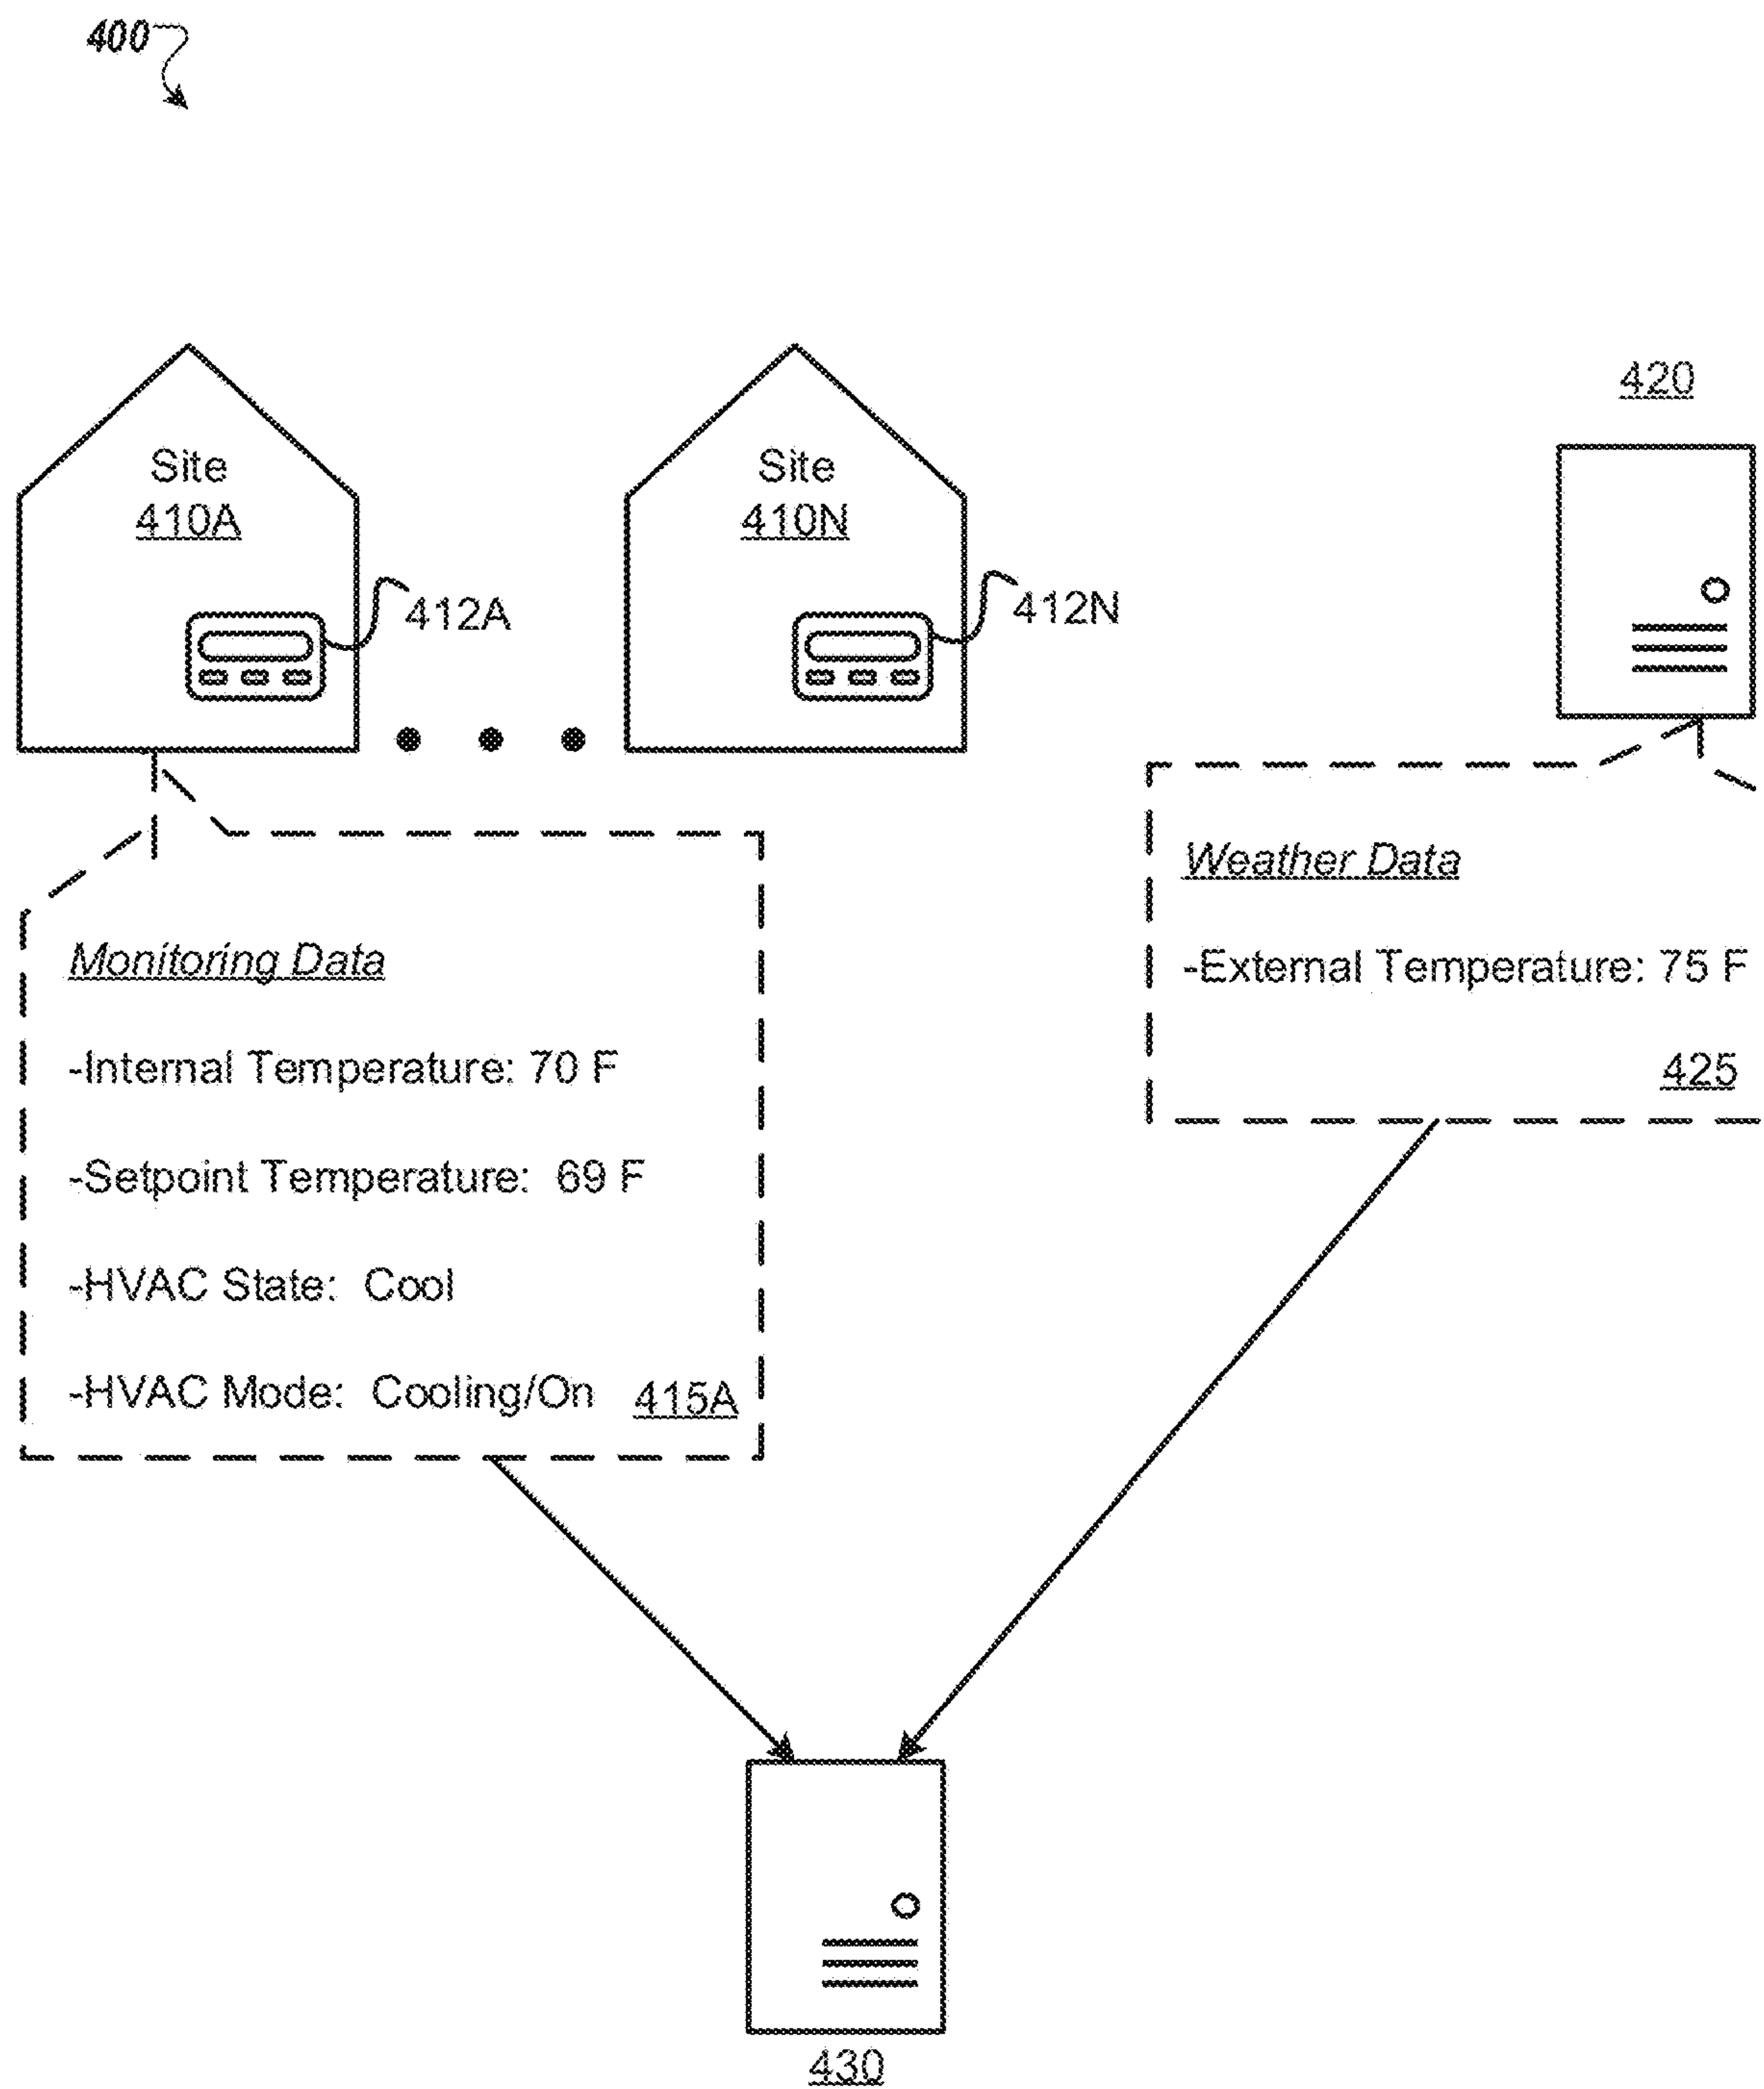 400
Site
410A
412A
Site
410N
412N
420
Monitoring Data
-Internal Temperature: 70 F
-Setpoint Temperature: 69 F
-HVAC State: Cool
-HVAC Mode: Cooling/On
415A
Weather Data
-External Temperature: 75 F
425
430